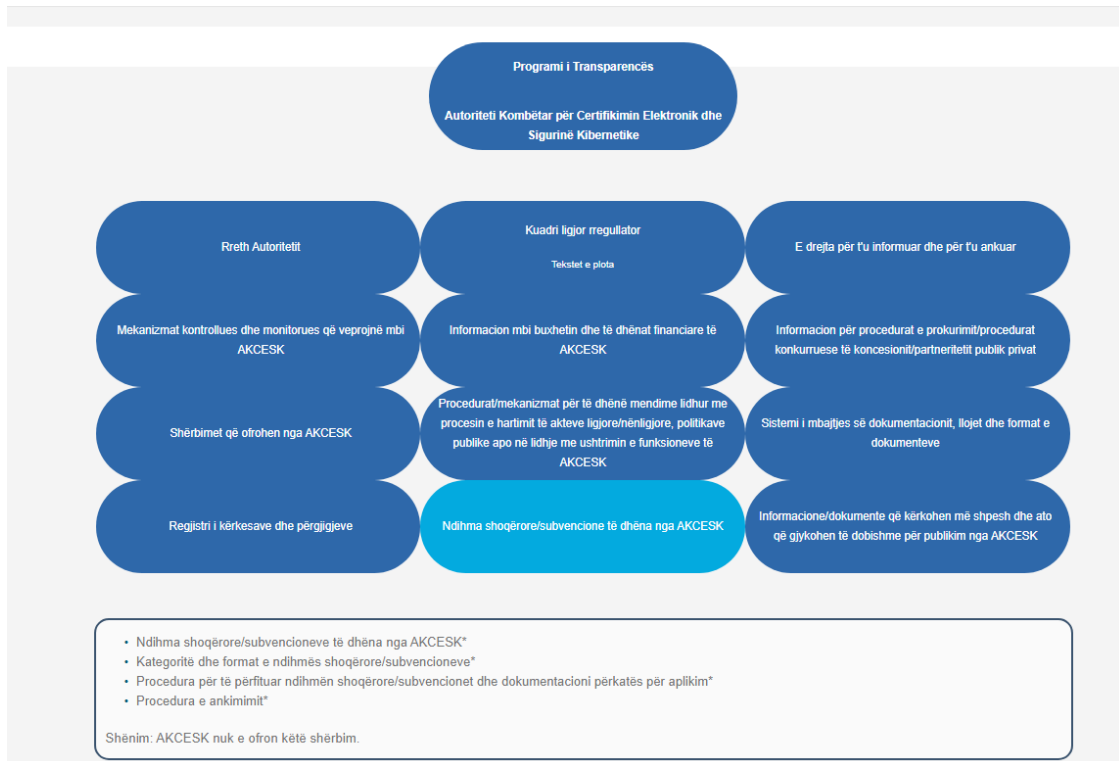 Programi i Transparencës
Autoriteti Kombëtar për Certifikimin Elektronik dhe
Sigurinë Kibernetike
Rreth Autoritetit
Kuadri ligjor rregullator
Tekstet e plota
E drejta për t'u informuar dhe për t'u ankuar
Mekanizmat kontrollues dhe monitorues që veprojnë mbi
AKCESK
Informacion mbi buxhetin dhe të dhënat financiare të
AKCESK
Informacion për procedurat e prokurimit/procedurat
konkurruese të koncesionit/partneritetit publik privat
Shërbimet që ofrohen nga AKCESK
Procedurat/mekanizmat për të dhënë mendime lidhur me
procesin e hartimit të akteve ligjore/nënligjore, politikave
publike apo në lidhje me ushtrimin e funksioneve të
AKCESK
Sistemi i mbajtjes së dokumentacionit, llojet dhe format e
dokumenteve
Regjistri i kërkesave dhe përgjigjeve
Ndihma shoqërore/subvencione të dhëna nga AKCESK
Informacione/dokumente që kërkohen më shpesh dhe ato
që gjykohen të dobishme për publikim nga AKCESK
• Ndihma shoqërore/subvencioneve të dhëna nga AKCESK*
• Kategoritë dhe format e ndihmës shoqërore/subvencioneve*
• Procedura për të përfituar ndihmën shoqërore/subvencionet dhe dokumentacioni përkatës për aplikim*
• Procedura e ankimimit*
Shënim: AKCESK nuk e ofron këtë shërbim.